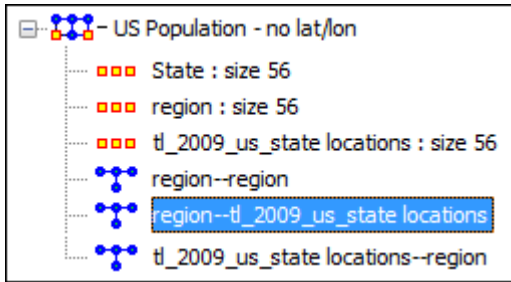 US Population - no lat/lon
State : size 56
region : size 56
tl_2009_us_state locations : size 56
region--region
region--tl_2009_us_state locations
tl_2009_us_state locations--region